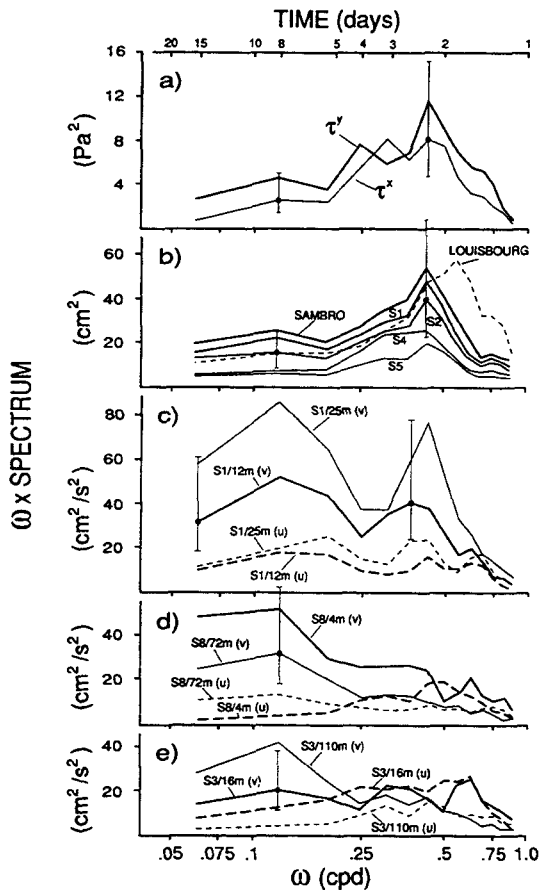 TIME (days)
20 15 10 8 5 4 3 2 1
16
a)
12
(Pa²)
8
4
τʸ
τˣ
b)
60
(cm²)
40
20
LOUISBOURG
SAMBRO
S1
S2
S4
S5
ω x SPECTRUM
c)
80
(cm²/s²)
60
40
20
S1/25m (v)
S1/12m (v)
S1/25m (u)
S1/12m (u)
d)
40
(cm²/s²)
20
S8/4m (v)
S8/72m (v)
S8/72m (u)
S8/4m (u)
e)
40
(cm²/s²)
20
S3/110m (v)
S3/16m (v)
S3/16m (u)
S3/110m (u)
.05 .075 .1 .25 .5 .75 1.0
ω (cpd)